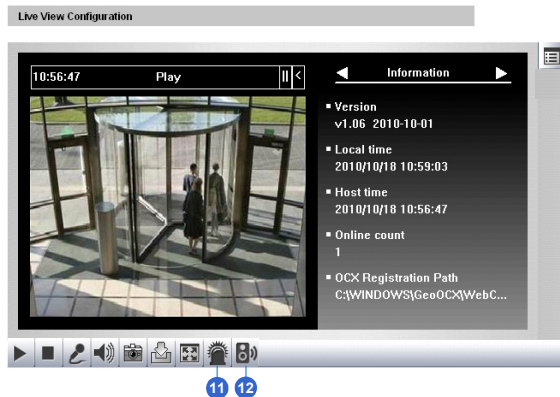 Live View Configuration
10:56:47 Play
Information
Version
v1.06 2010-10-01
Local time
2010/10/18 10:59:03
Host time
2010/10/18 10:56:47
Online count
1
OCX Registration Path
C:\WINDOWS\GeoOCX\WebC...
11 12